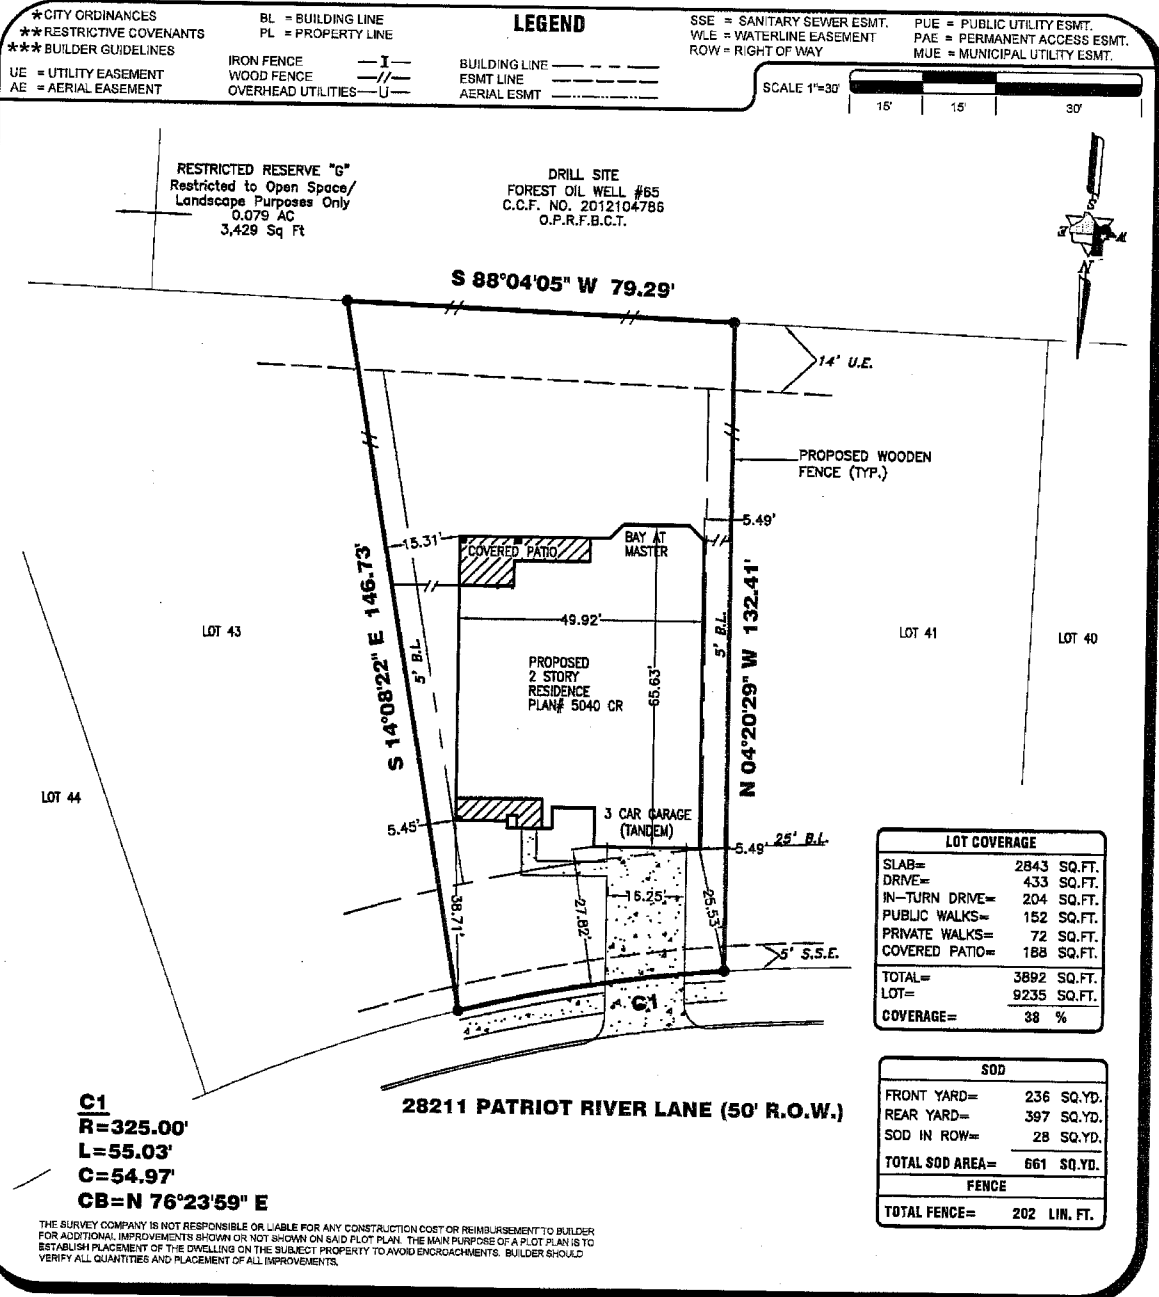 *CITY ORDINANCES
**RESTRICTIVE COVENANTS
***BUILDER GUIDELINES
UE = UTILITY EASEMENT
AE = AERIAL EASEMENT
BL = BUILDING LINE
PL = PROPERTY LINE
IRON FENCE —I—
WOOD FENCE —//—
OVERHEAD UTILITIES—U—
LEGEND
BUILDING LINE
ESMT LINE
AERIAL ESMT
SSE = SANITARY SEWER ESMT.
WLE = WATERLINE EASEMENT
ROW = RIGHT OF WAY
PUE = PUBLIC UTILITY ESMT.
PAE = PERMANENT ACCESS ESMT.
MUE = MUNICIPAL UTILITY ESMT.
SCALE 1"=30'
15' 15' 30'
RESTRICTED RESERVE "G"
Restricted to Open Space/
Landscape Purposes Only
0.079 AC
3,429 Sq Ft
DRILL SITE
FOREST OIL WELL #65
C.C.F. NO. 2012104786
O.P.R.F.B.C.T.
S
N
S 88°04'05" W 79.29'
14' U.E.
PROPOSED WOODEN
FENCE (TYP.)
5.49'
15.31'
COVERED PATIO
BAY AT
MASTER
S 14°08'22" E 146.73'
5' B.L.
49.92'
65.63'
5' B.L.
N 04°20'29" W 132.41'
LOT 43
LOT 41
LOT 40
PROPOSED
2 STORY
RESIDENCE
PLAN# 5040 CR
LOT 44
3 CAR GARAGE
(TANDEM)
5.45'
5.49'
25' B.L.
38.71'
27.82'
16.25'
25.53'
5' S.S.E.
C1
LOT COVERAGE
SLAB= 2843 SQ.FT.
DRIVE= 433 SQ.FT.
IN-TURN DRIVE= 204 SQ.FT.
PUBLIC WALKS= 152 SQ.FT.
PRIVATE WALKS= 72 SQ.FT.
COVERED PATIO= 188 SQ.FT.
TOTAL= 3892 SQ.FT.
LOT= 9235 SQ.FT.
COVERAGE= 38 %
SOD
FRONT YARD= 236 SQ.YD.
REAR YARD= 397 SQ.YD.
SOD IN ROW= 28 SQ.YD.
TOTAL SOD AREA= 661 SQ.YD.
FENCE
TOTAL FENCE= 202 LIN. FT.
28211 PATRIOT RIVER LANE (50' R.O.W.)
C1
R=325.00'
L=55.03'
C=54.97'
CB=N 76°23'59" E
THE SURVEY COMPANY IS NOT RESPONSIBLE OR LIABLE FOR ANY CONSTRUCTION COST OR REIMBURSEMENT TO BUILDER
FOR ADDITIONAL IMPROVEMENTS SHOWN OR NOT SHOWN ON SAID PLOT PLAN. THE MAIN PURPOSE OF A PLOT PLAN IS TO
ESTABLISH PLACEMENT OF THE DWELLING ON THE SUBJECT PROPERTY TO AVOID ENCROACHMENTS. BUILDER SHOULD
VERIFY ALL QUANTITIES AND PLACEMENT OF ALL IMPROVEMENTS.